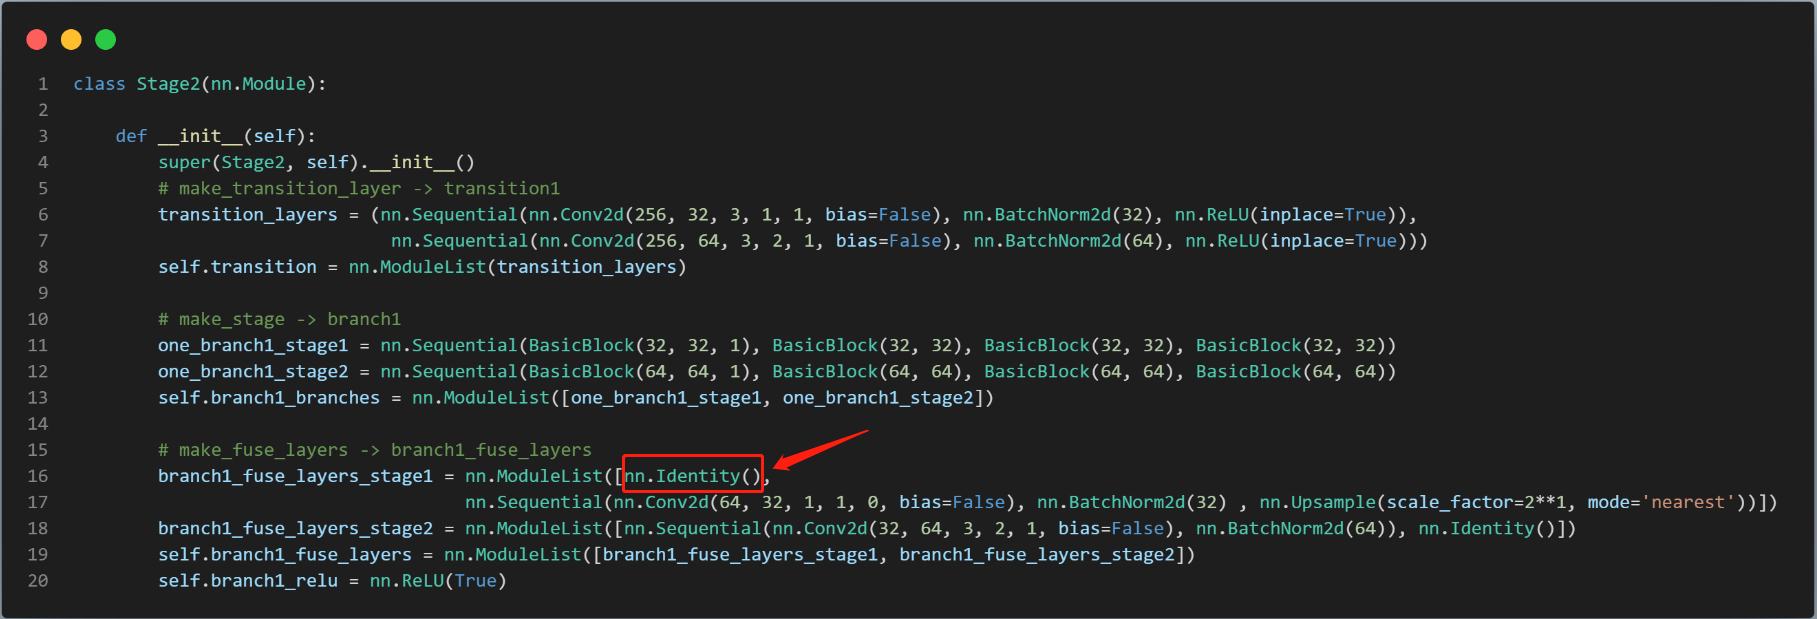 1 class Stage2(nn.Module):
2
3     def __init__(self):
4         super(Stage2, self).__init__()
5         # make_transition_layer -> transition1
6         transition_layers = (nn.Sequential(nn.Conv2d(256, 32, 3, 1, 1, bias=False), nn.BatchNorm2d(32), nn.ReLU(inplace=True)),
7                               nn.Sequential(nn.Conv2d(256, 64, 3, 2, 1, bias=False), nn.BatchNorm2d(64), nn.ReLU(inplace=True)))
8         self.transition = nn.ModuleList(transition_layers)
9
10         # make_stage -> branch1
11         one_branch1_stage1 = nn.Sequential(BasicBlock(32, 32, 1), BasicBlock(32, 32), BasicBlock(32, 32), BasicBlock(32, 32))
12         one_branch1_stage2 = nn.Sequential(BasicBlock(64, 64, 1), BasicBlock(64, 64), BasicBlock(64, 64), BasicBlock(64, 64))
13         self.branch1_branches = nn.ModuleList([one_branch1_stage1, one_branch1_stage2])
14
15         # make_fuse_layers -> branch1_fuse_layers
16         branch1_fuse_layers_stage1 = nn.ModuleList([nn.Identity(),
17                                      nn.Sequential(nn.Conv2d(64, 32, 1, 1, 0, bias=False), nn.BatchNorm2d(32) , nn.Upsample(scale_factor=2**1, mode='nearest'))])
18         branch1_fuse_layers_stage2 = nn.ModuleList([nn.Sequential(nn.Conv2d(32, 64, 3, 2, 1, bias=False), nn.BatchNorm2d(64)), nn.Identity()])
19         self.branch1_fuse_layers = nn.ModuleList([branch1_fuse_layers_stage1, branch1_fuse_layers_stage2])
20         self.branch1_relu = nn.ReLU(True)